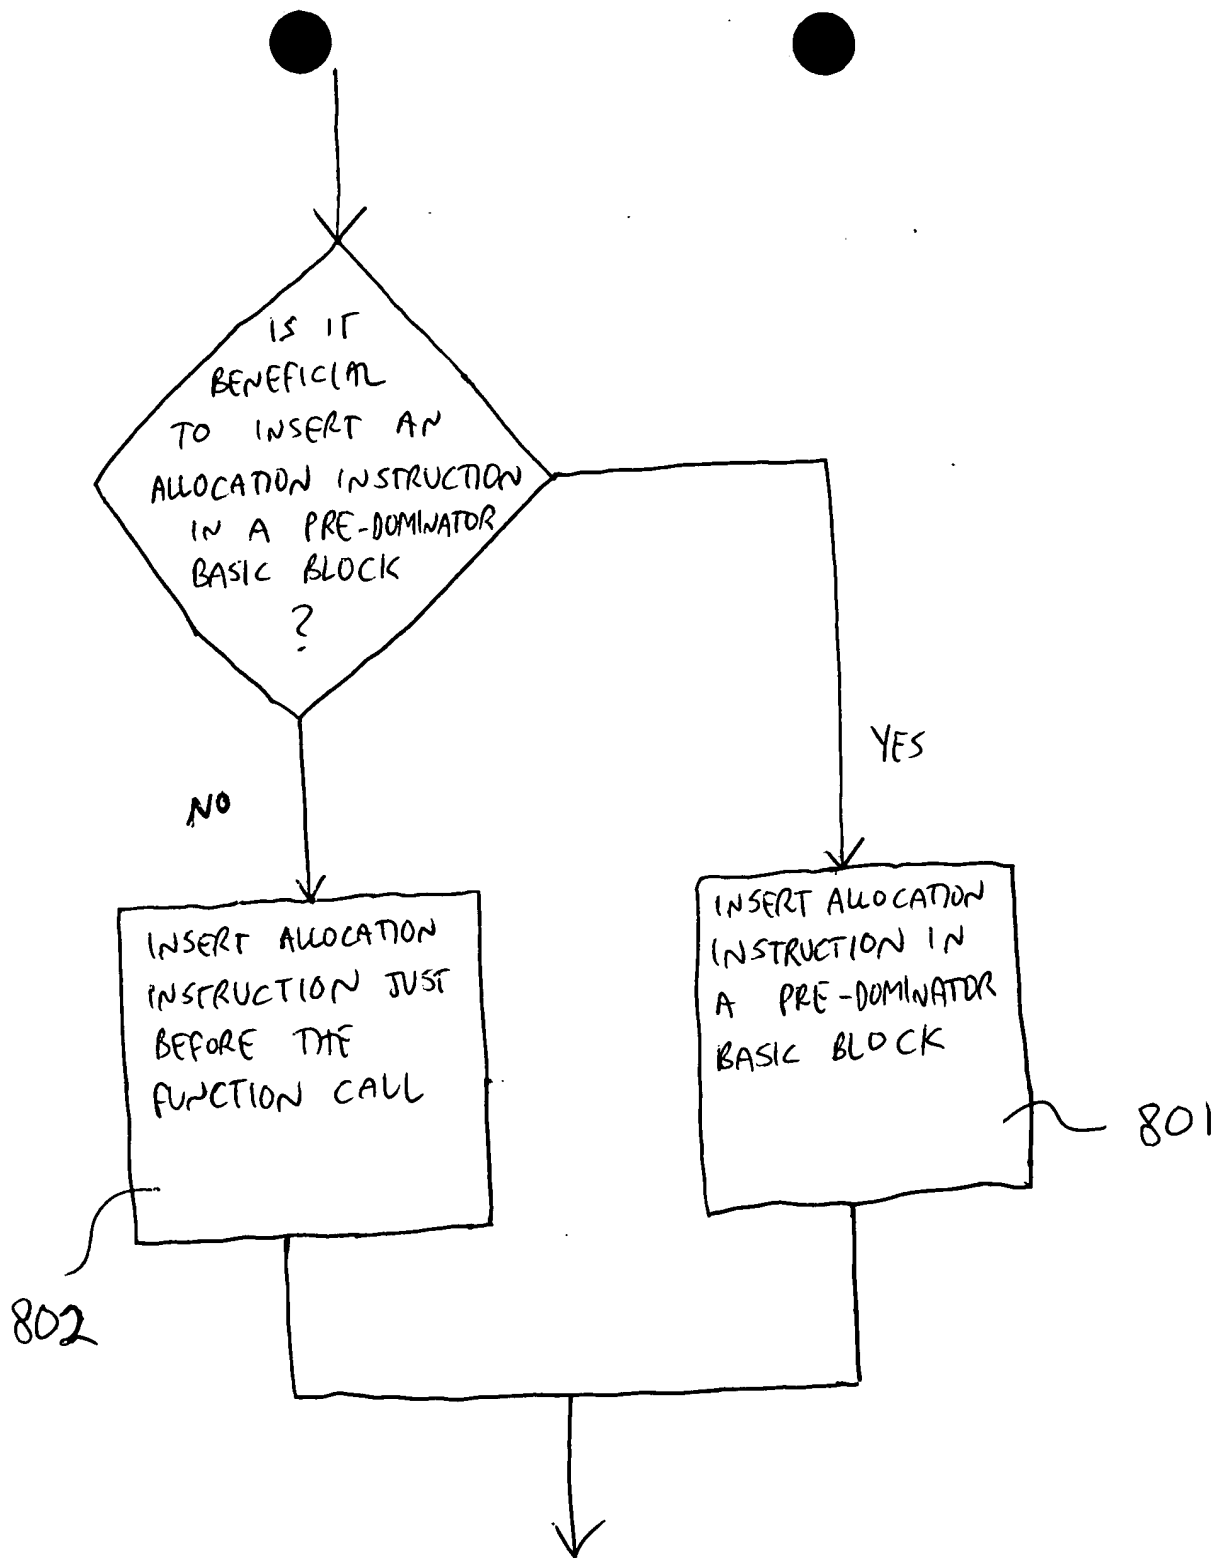 IS IT
BENEFICIAL
TO INSERT AN
ALLOCATION INSTRUCTION
IN A PRE-DOMINATOR
BASIC BLOCK
?
YES
NO
INSERT ALLOCATION
INSTRUCTION JUST
BEFORE THE
FUNCTION CALL
INSERT ALLOCATION
INSTRUCTION IN
A PRE-DOMINATOR
BASIC BLOCK
801
802